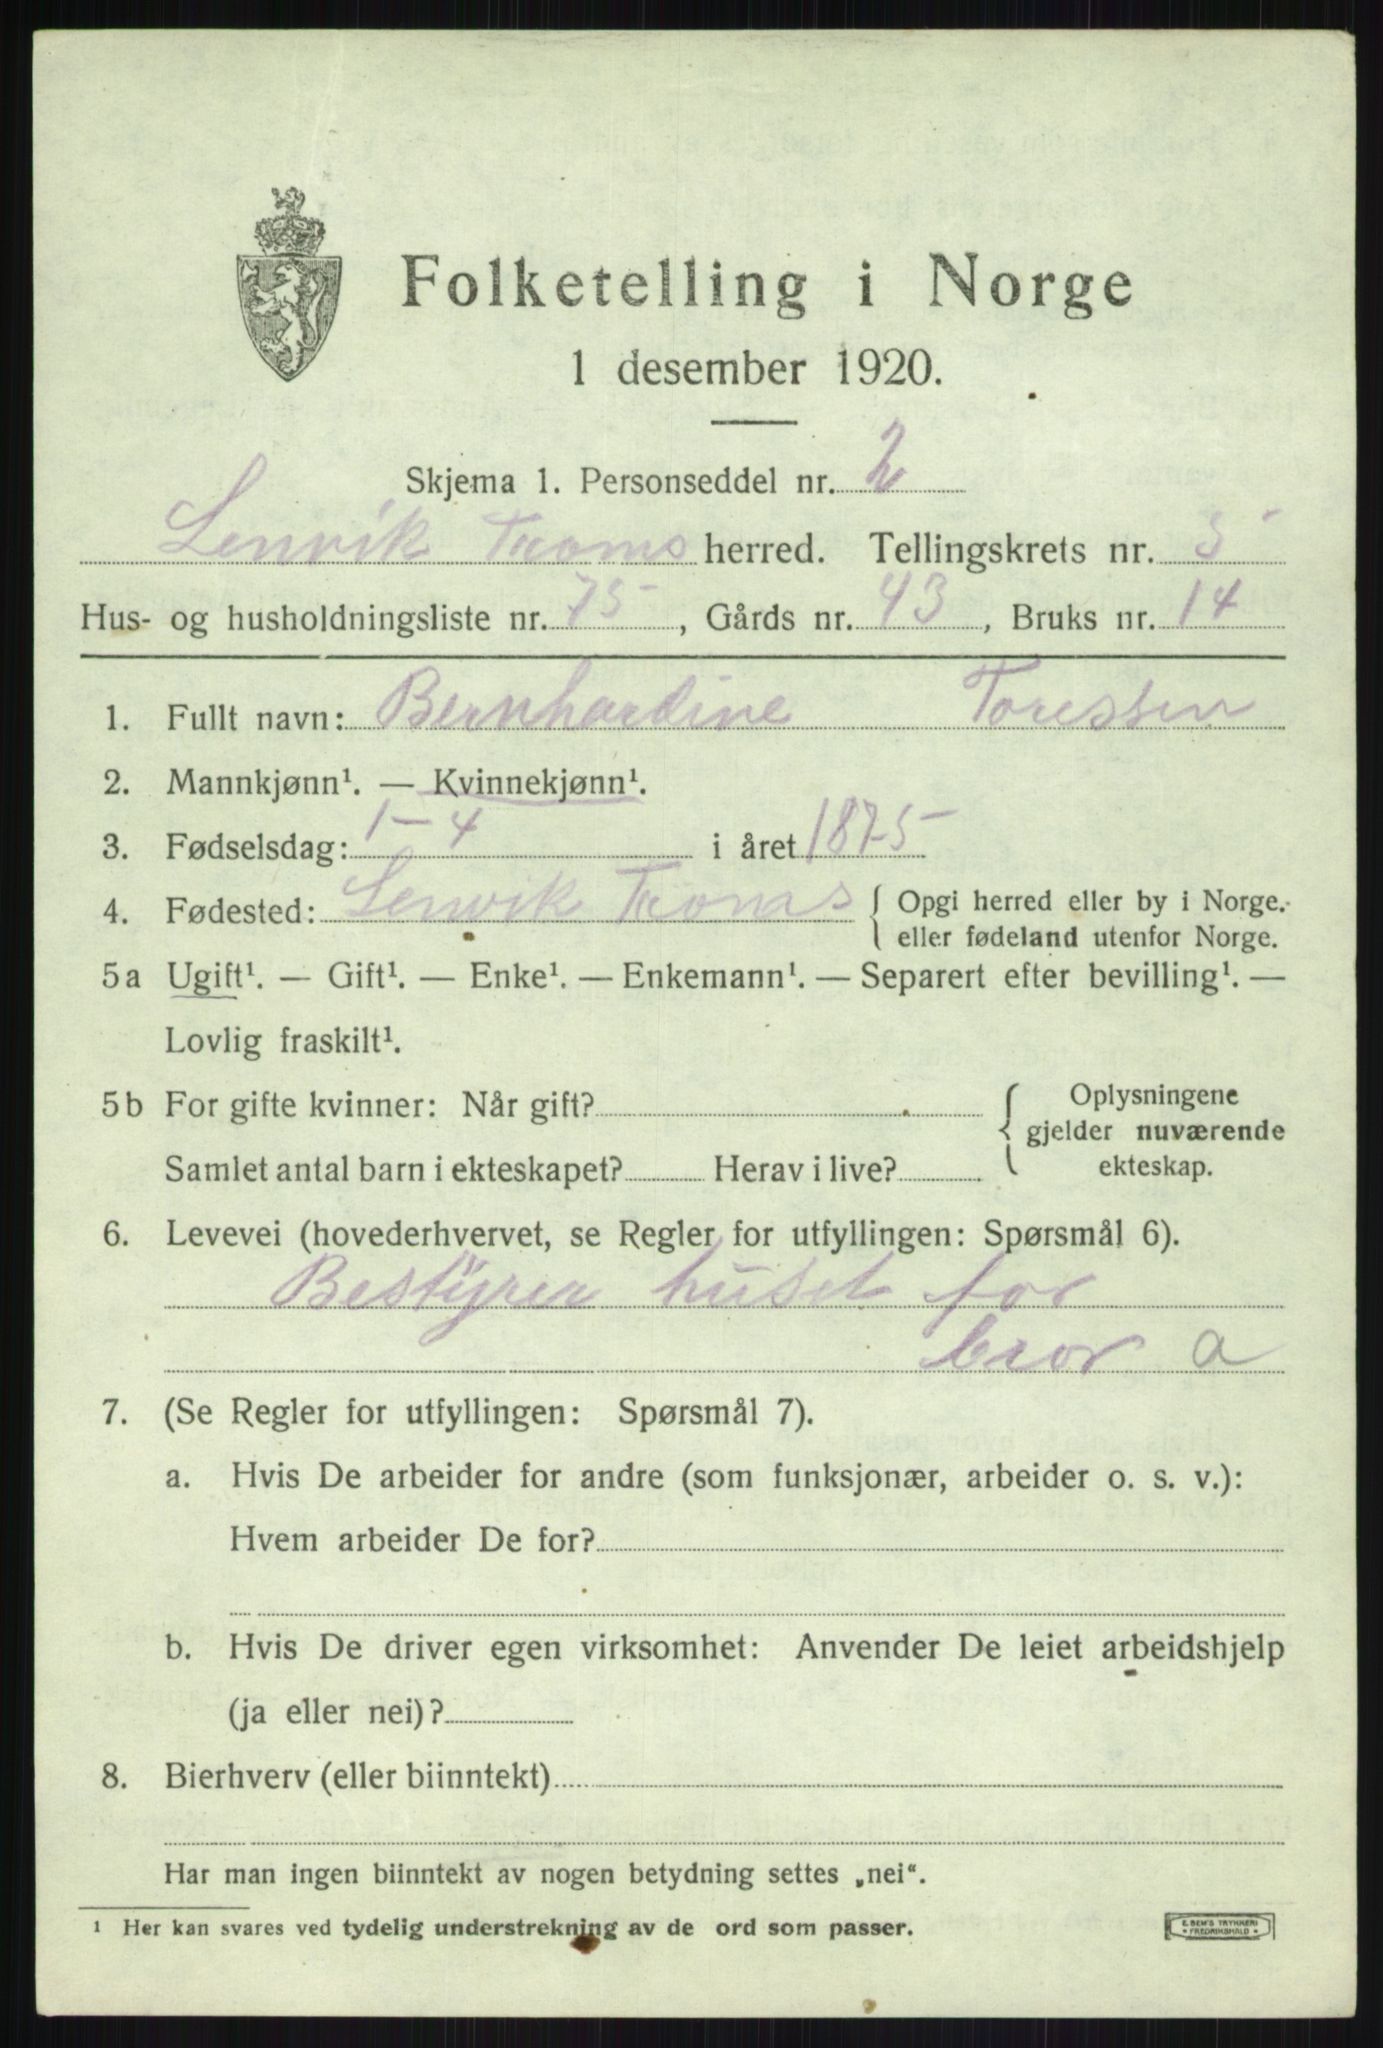 Folketelling i Norge
1 desember 1920.
Skjema 1. Personseddel nr. 2
Lenvik Troms herred. Tellingskrets nr. 5
Hus- og husholdningsliste nr. 75, Gårds nr. 43, Bruks nr. 14
1. Fullt navn: Bernhardine Toressen
2. Mannkjønn¹. — Kvinnekjønn¹.
3. Fødselsdag: 1-4 i året 1875
4. Fødested: Lenvik Troms { Opgi herred eller by i Norge.
eller fødeland utenfor Norge.
5a Ugift¹. — Gift¹. — Enke¹. — Enkemann¹. — Separert efter bevilling¹. —
Lovlig fraskilt¹.
5b For gifte kvinner: Når gift? { Oplysningene
gjelder nuværende
Samlet antal barn i ekteskapet? Herav i live? ekteskap.
6. Levevei (hovederhvervet, se Regler for utfyllingen: Spørsmål 6).
Bestyrer huset for
bror a
7. (Se Regler for utfyllingen: Spørsmål 7).
a. Hvis De arbeider for andre (som funksjonær, arbeider o. s. v.):
Hvem arbeider De for?
b. Hvis De driver egen virksomhet: Anvender De leiet arbeidshjelp
(ja eller nei)?
8. Bierhverv (eller biinntekt)
Har man ingen biinntekt av nogen betydning settes „nei“.
¹ Her kan svares ved tydelig understrekning av de ord som passer.
E. SEM'S TRYKKERI
FREDRIKSHALD